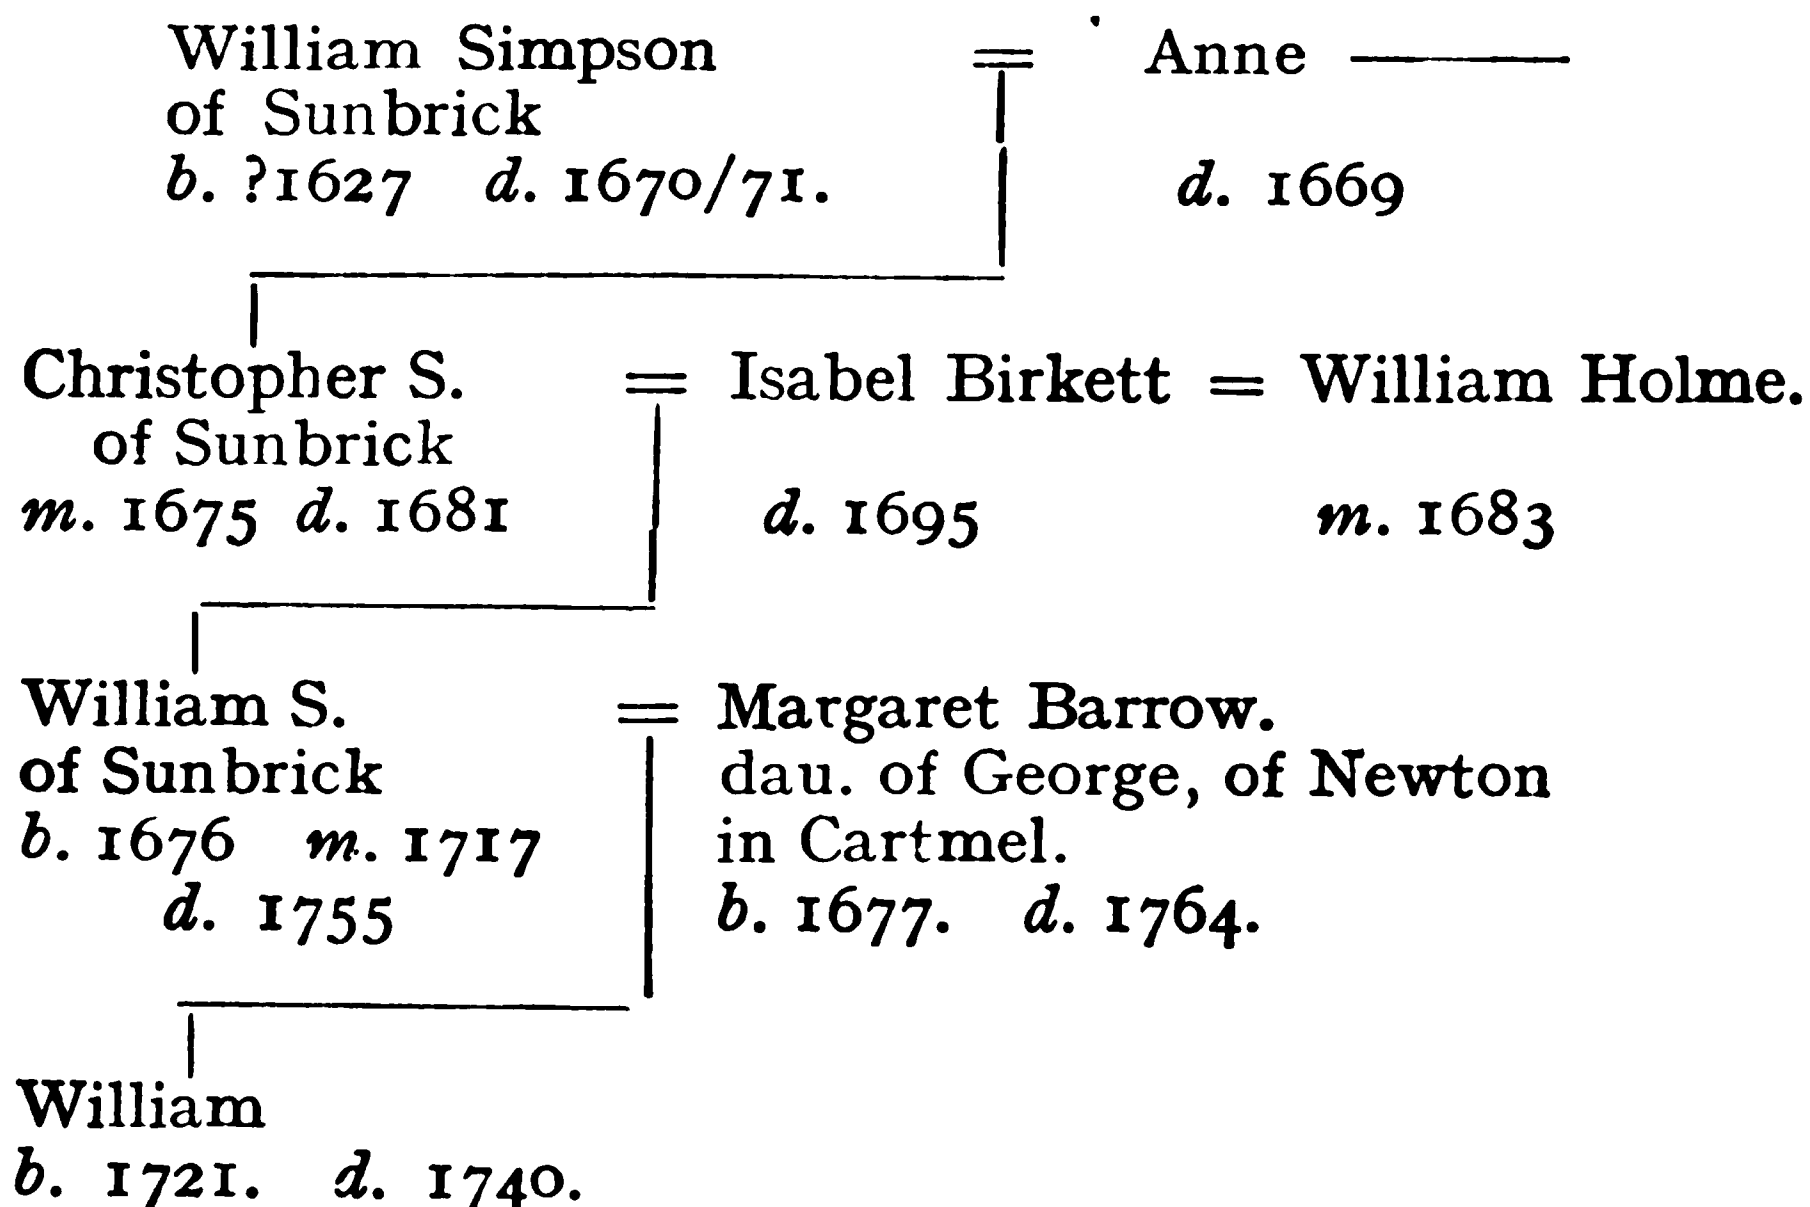 William Simpson = Anne ———
of Sunbrick
b. ?1627 d. 1670/71. d. 1669
Christopher S. = Isabel Birkett = William Holme.
of Sunbrick
m. 1675 d. 1681 d. 1695 m. 1683
William S. = Margaret Barrow.
of Sunbrick dau. of George, of Newton
b. 1676 m. 1717 in Cartmel.
d. 1755 b. 1677. d. 1764.
William
b. 1721. d. 1740.